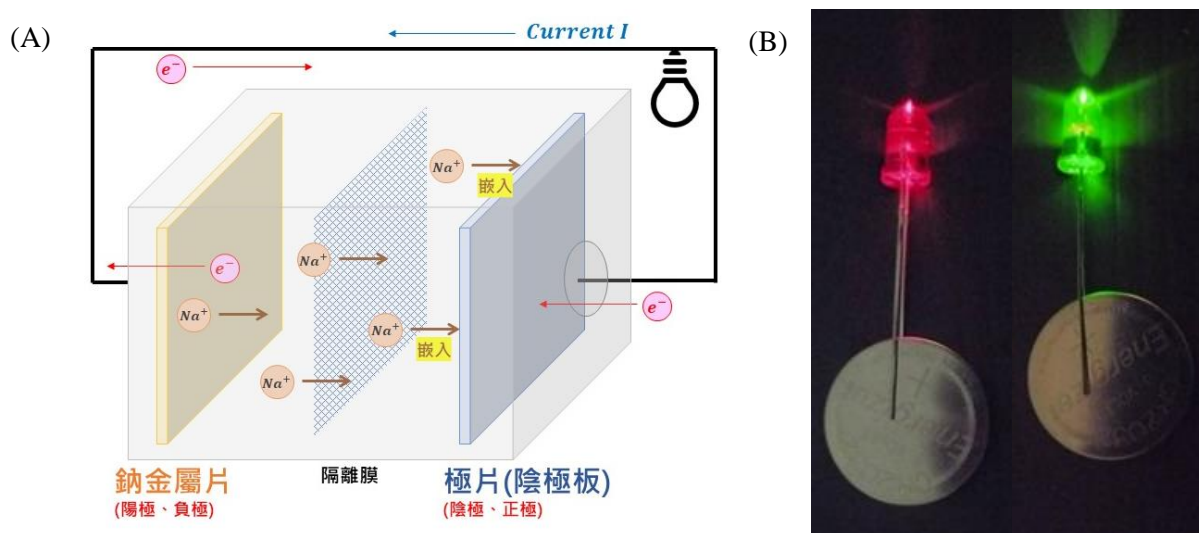 (A)
Current I
e⁻
Na⁺
嵌入
Na⁺
e⁻
Na⁺
Na⁺
嵌入
e⁻
Na⁺
鈉金屬片
(陽極、負極)
隔離膜
極片(陰極板)
(陰極、正極)
(B)